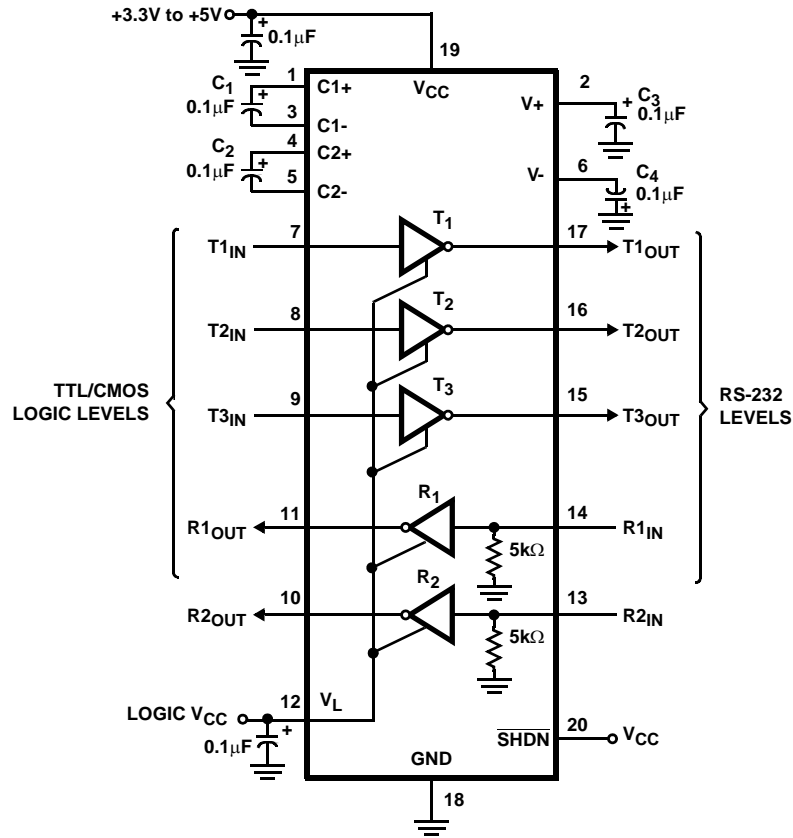 +3.3V to +5V
0.1μF
19
VCC
C1
0.1μF
1
C1+
3
C1-
C2
0.1μF
4
C2+
5
C2-
2
V+
C3
0.1μF
6
V-
C4
0.1μF
T1IN
7
T1
17
T1OUT
T2IN
8
T2
16
T2OUT
TTL/CMOS
LOGIC LEVELS
T3IN
9
T3
15
T3OUT
RS-232
LEVELS
R1OUT
11
R1
14
R1IN
5kΩ
R2OUT
10
R2
13
R2IN
5kΩ
LOGIC VCC
12
VL
0.1μF
SHDN
20
VCC
GND
18